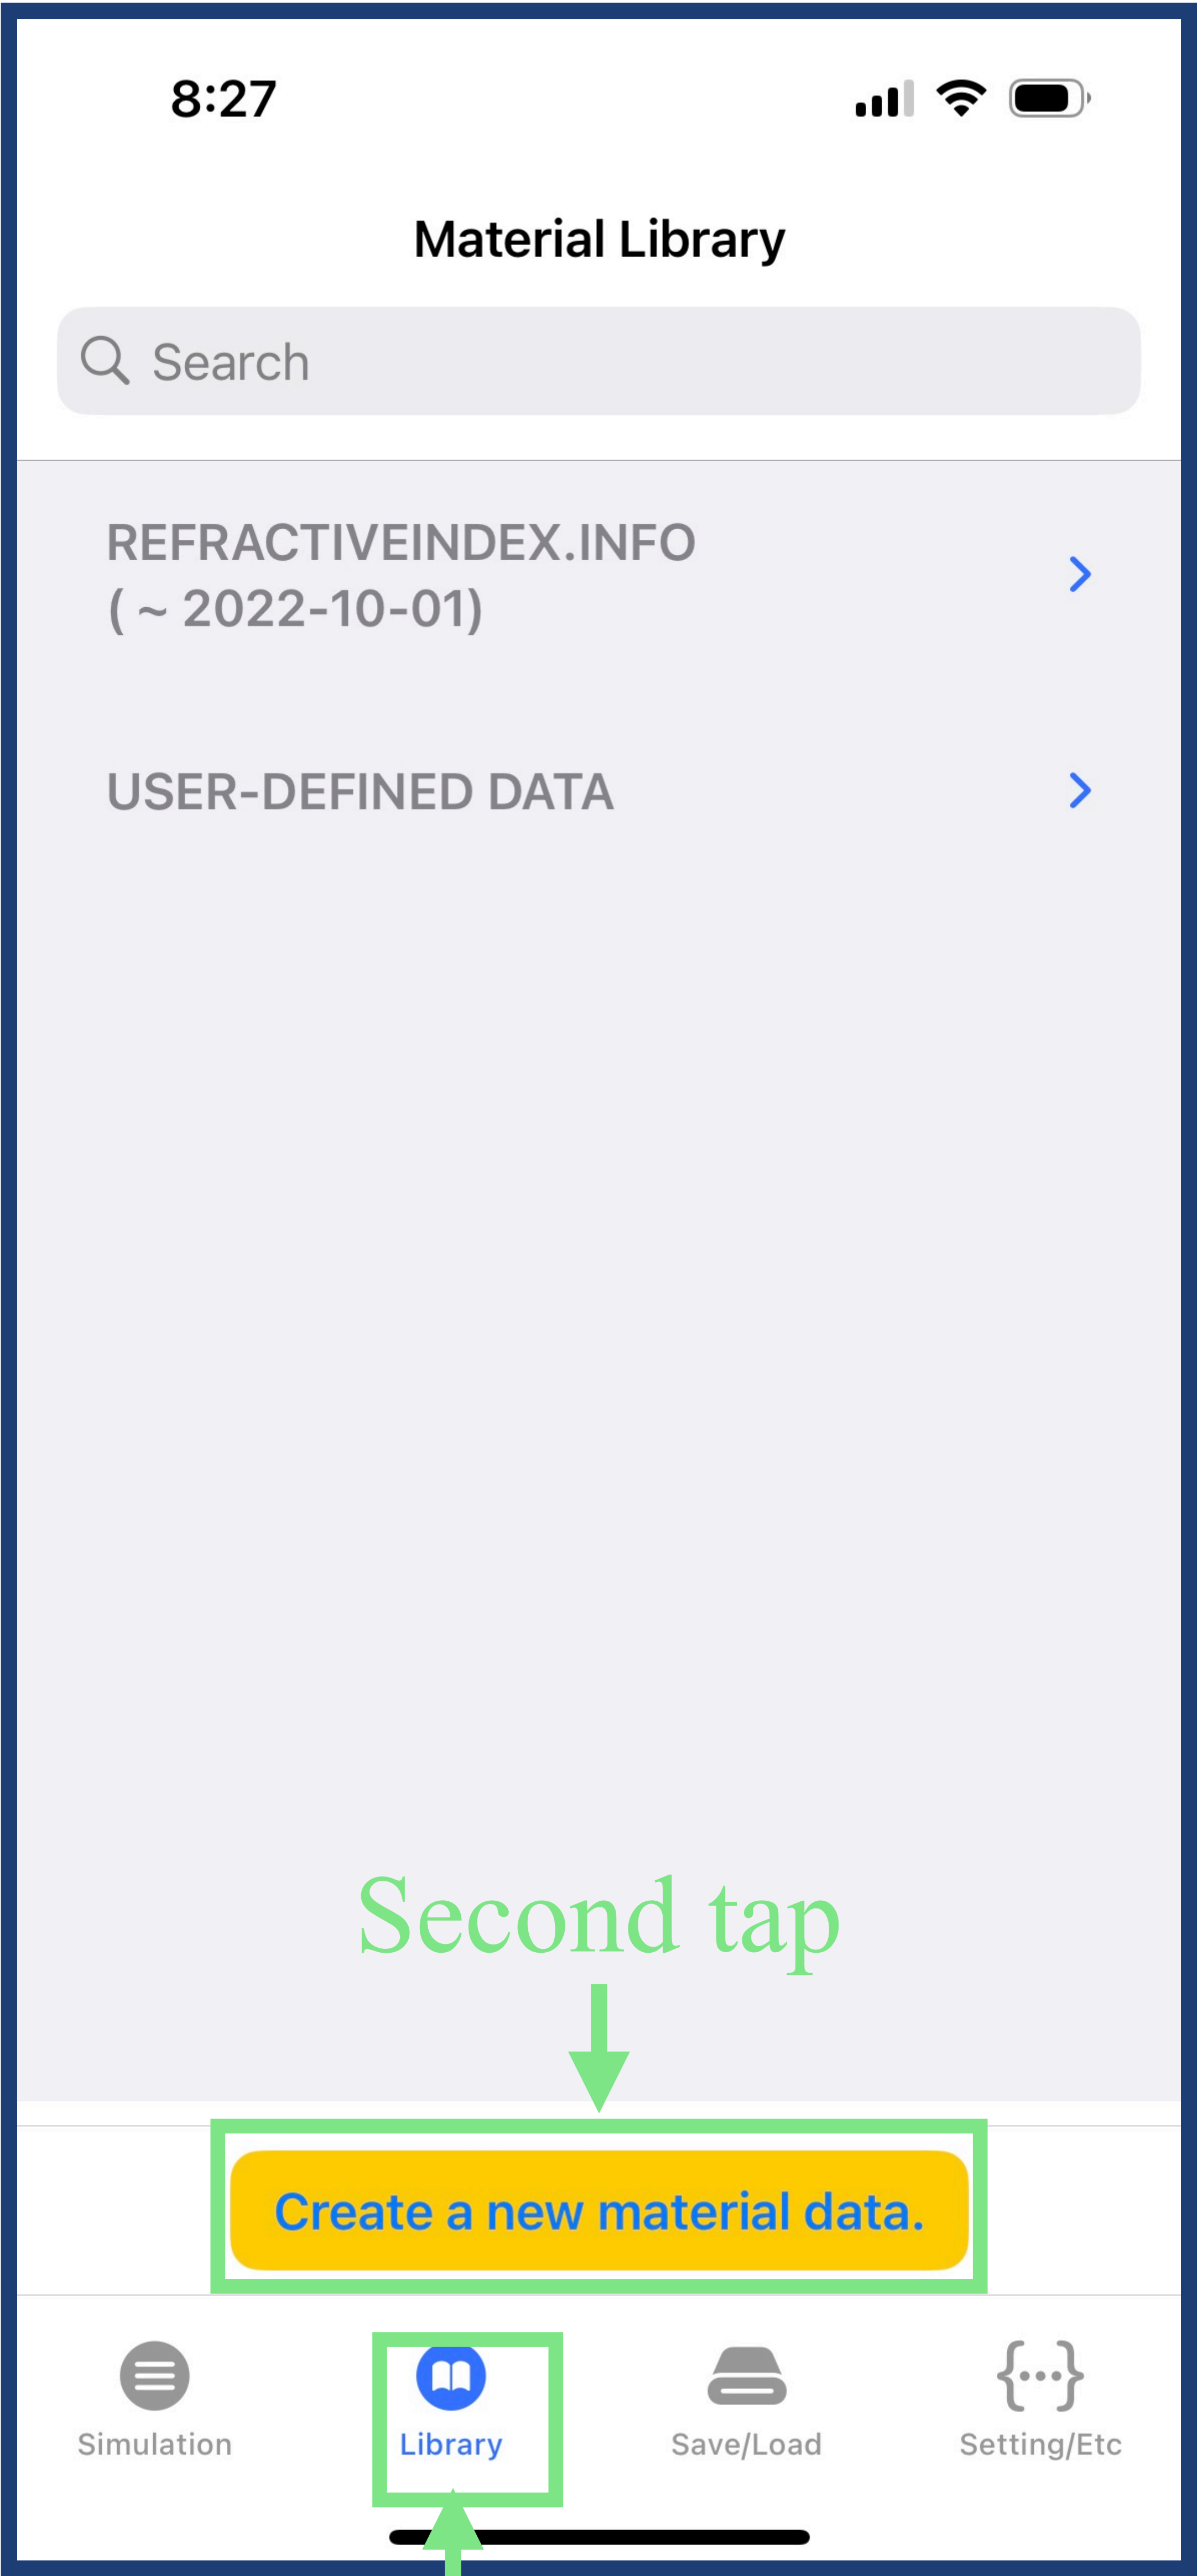 8:27
Material Library
Search
REFRACTIVEINDEX.INFO
( ~ 2022-10-01)
USER-DEFINED DATA
Second tap
Create a new material data.
Simulation
Library
Save/Load
Setting/Etc